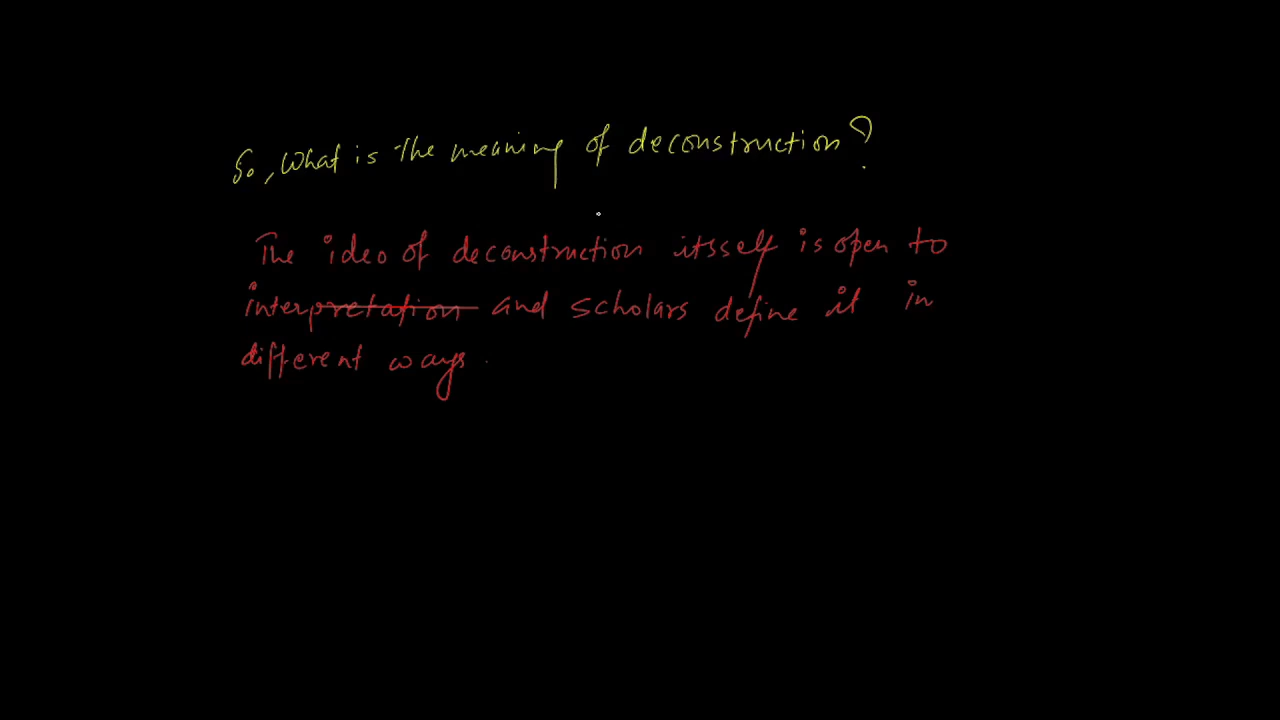 So, What is the meaning of deconstruction?
The ideo of deconstruction itsself is open to
interpretation and scholars define it in
different ways.